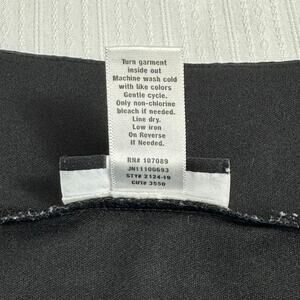 Turn garment
inside out
Machine wash cold
with like colors
Gentle cycle.
Only non-chlorine
bleach if needed.
Line dry.
Low iron
On Reverse
If Needed.
RN# 107089
JN11100693
STY# 2124-19
CUT# 3550